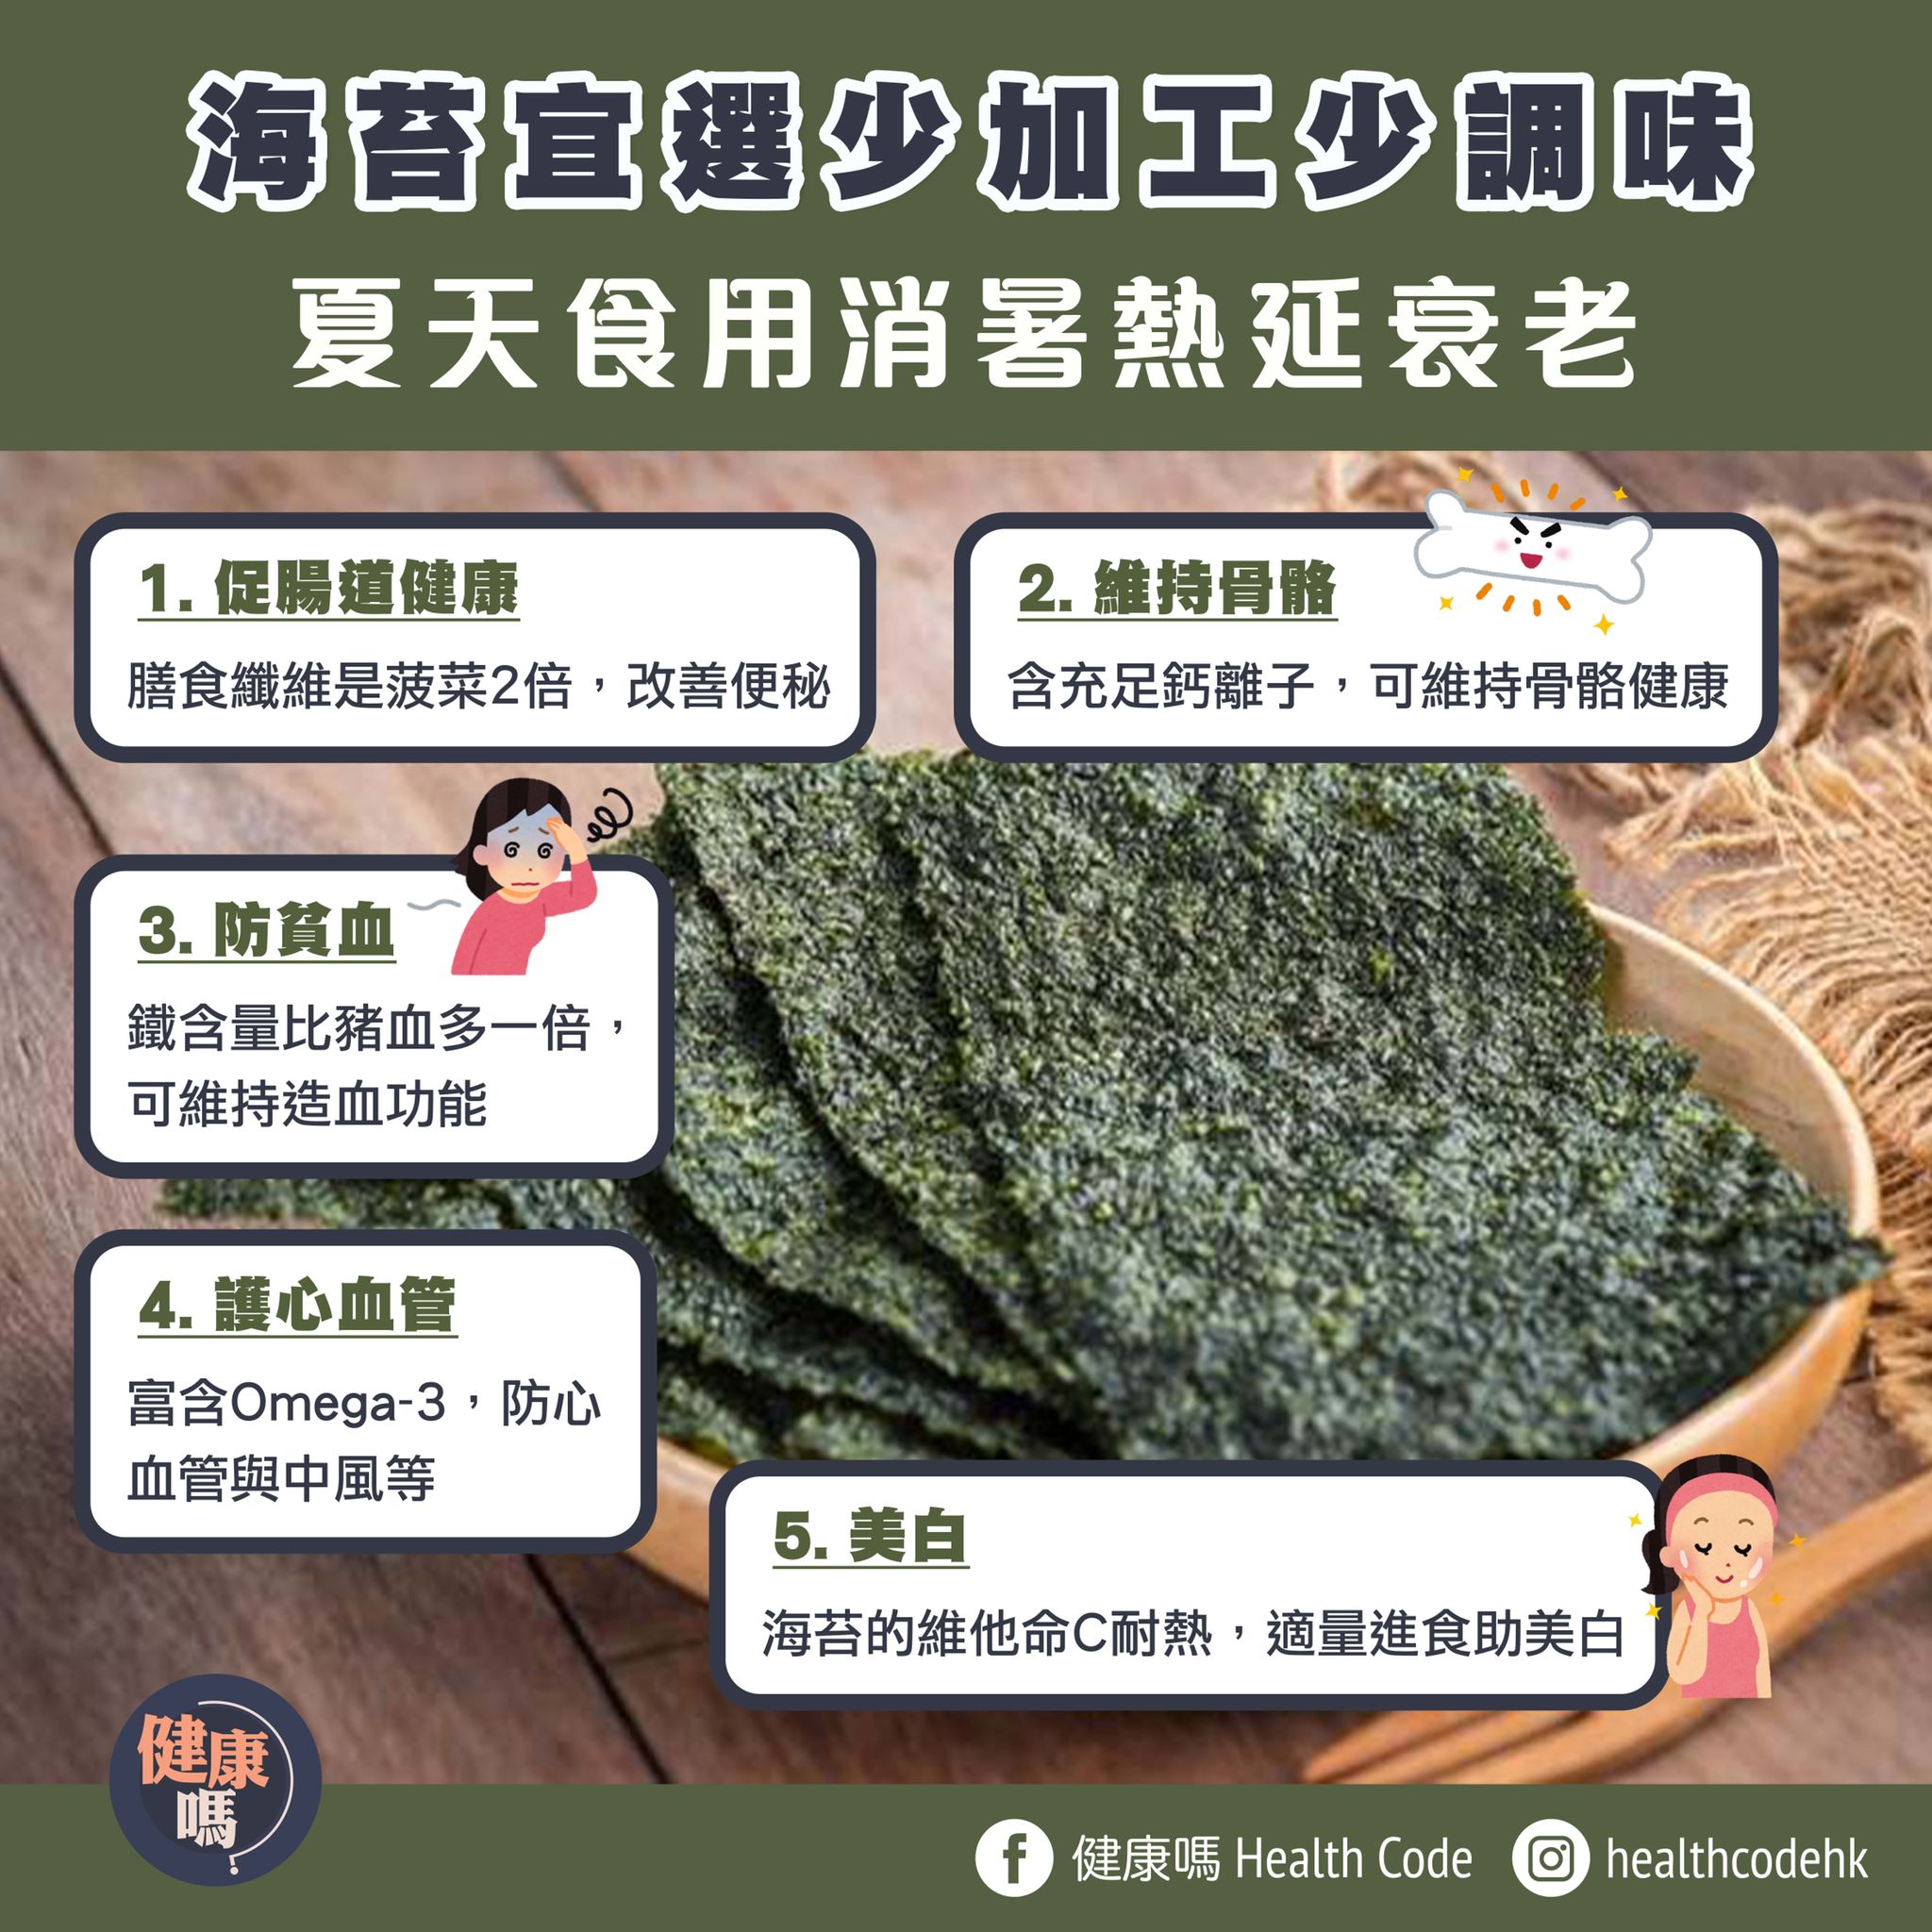 海苔宜選少加工少調味
夏天食用消暑熱延衰老
1. 促腸道健康
膳食纖維是菠菜2倍，改善便秘
2. 維持骨骼
含充足鈣離子，可維持骨骼健康
3. 防貧血
鐵含量比豬血多一倍，
可維持造血功能
4. 護心血管
富含Omega-3，防心
血管與中風等
5. 美白
海苔的維他命C耐熱，適量進食助美白
健康
嗎
健康嗎 Health Code
healthcodehk